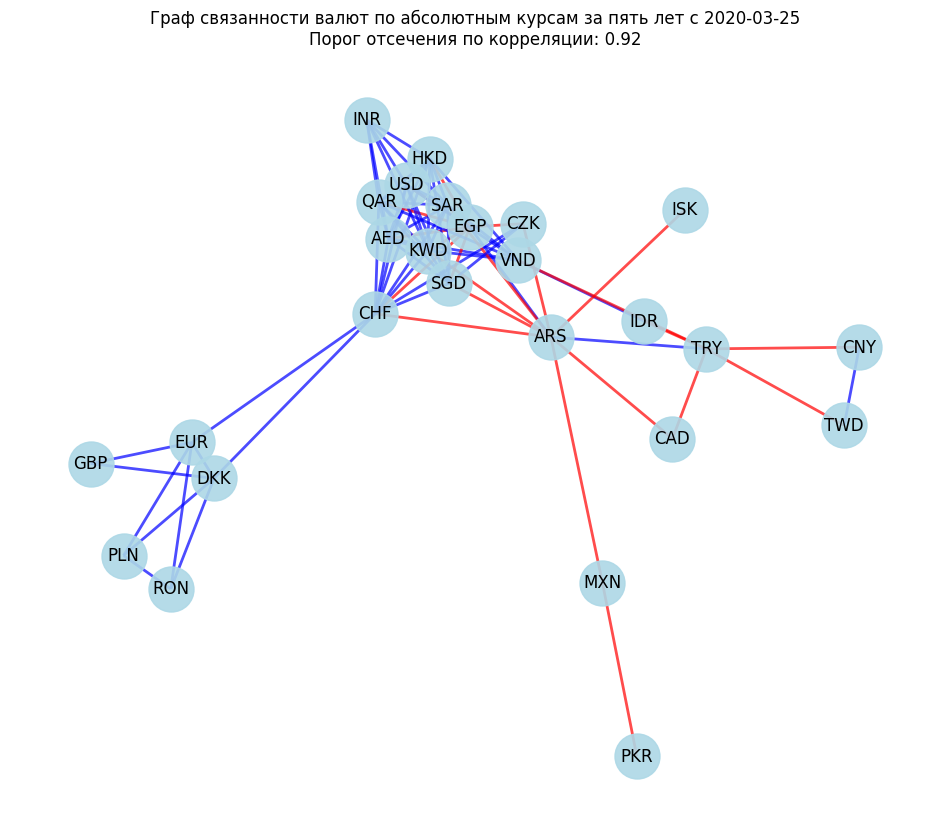 Граф связанности валют по абсолютным курсам за пять лет с 2020-03-25
Порог отсечения по корреляции: 0.92
INR
HKD
USD
QAR
SAR
ISK
EGP
CZK
AED
KWD
VND
SGD
CHF
IDR
ARS
TRY
CNY
TWD
CAD
EUR
GBP
DKK
PLN
RON
MXN
PKR